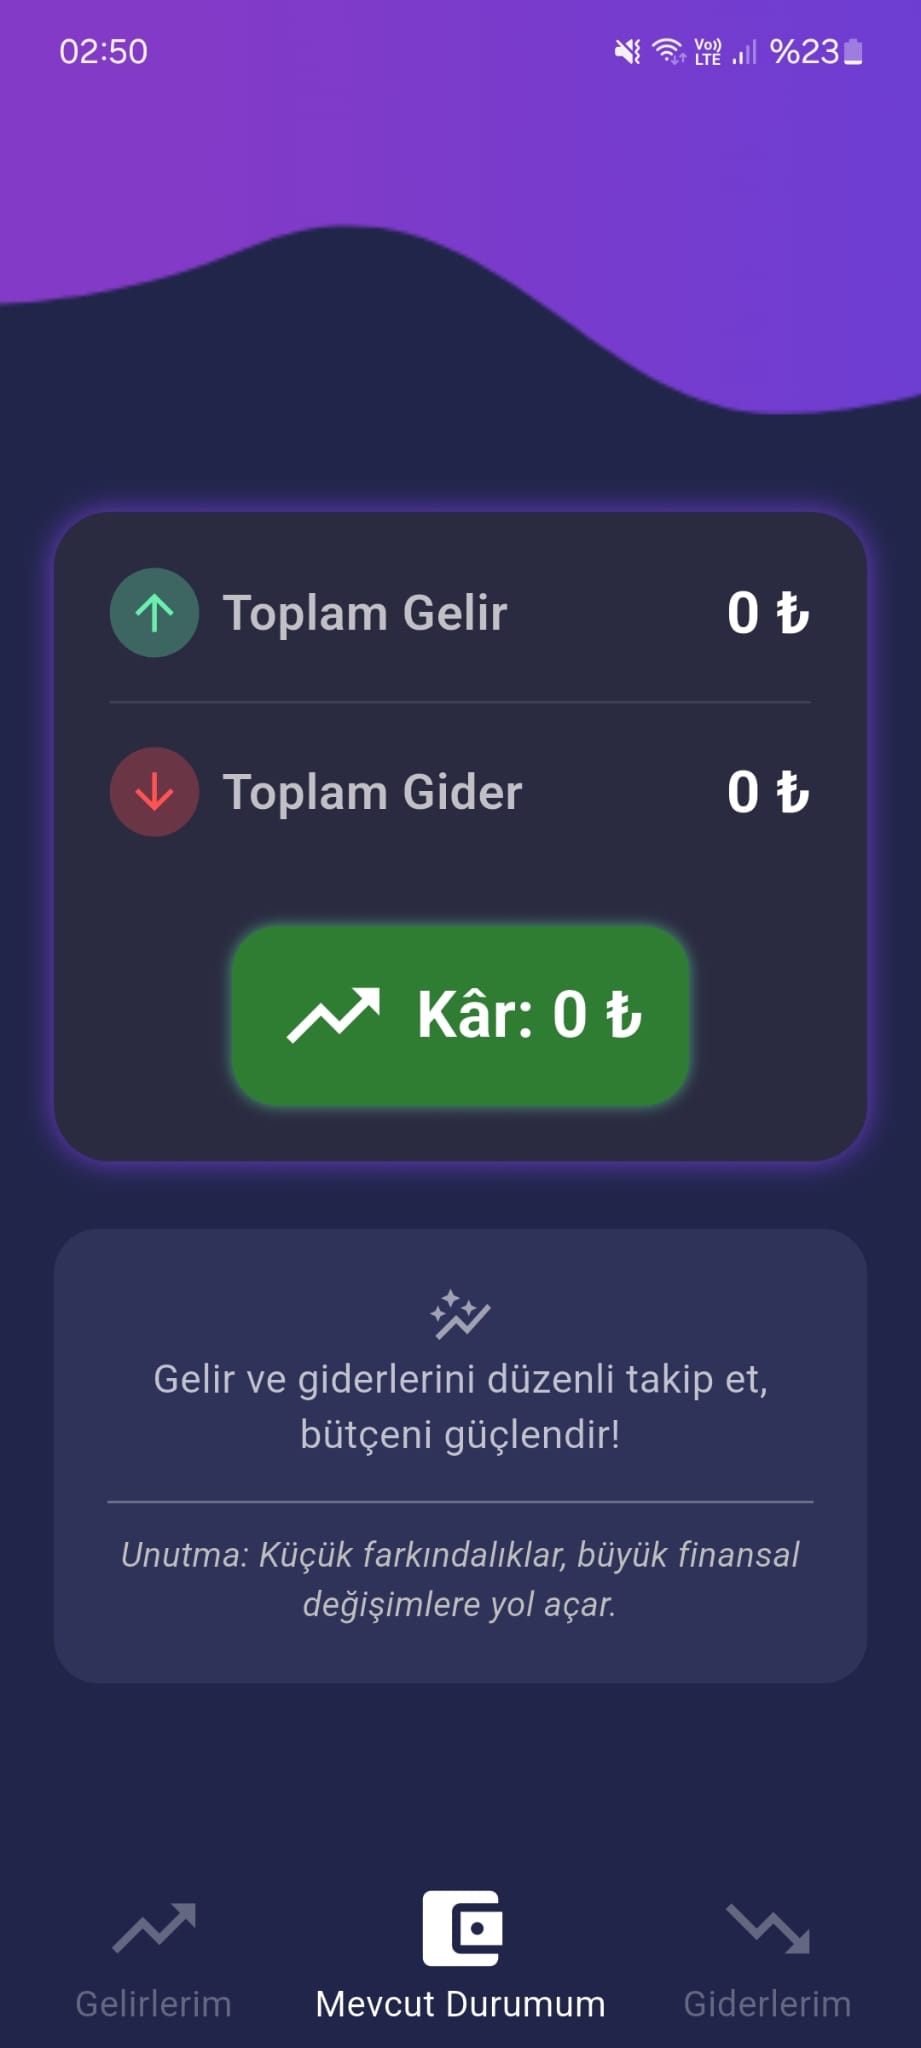 02:50
Vo))
LTE
%23
Toplam Gelir 0 ₺
Toplam Gider 0 ₺
Kâr: 0 ₺
Gelir ve giderlerini düzenli takip et,
bütçeni güçlendir!
Unutma: Küçük farkındalıklar, büyük finansal
değişimlere yol açar.
Gelirlerim
Mevcut Durumum
Giderlerim